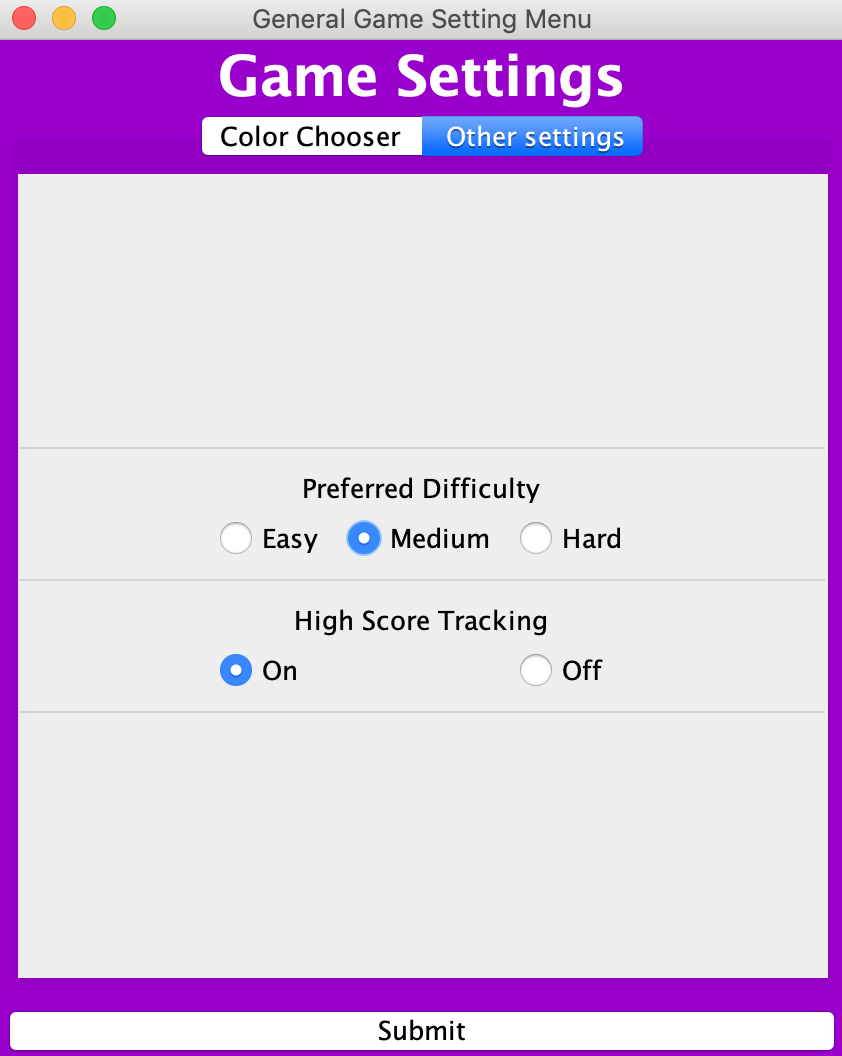 General Game Setting Menu
Game Settings
Color Chooser Other settings
Preferred Difficulty
Easy Medium Hard
High Score Tracking
On Off
Submit